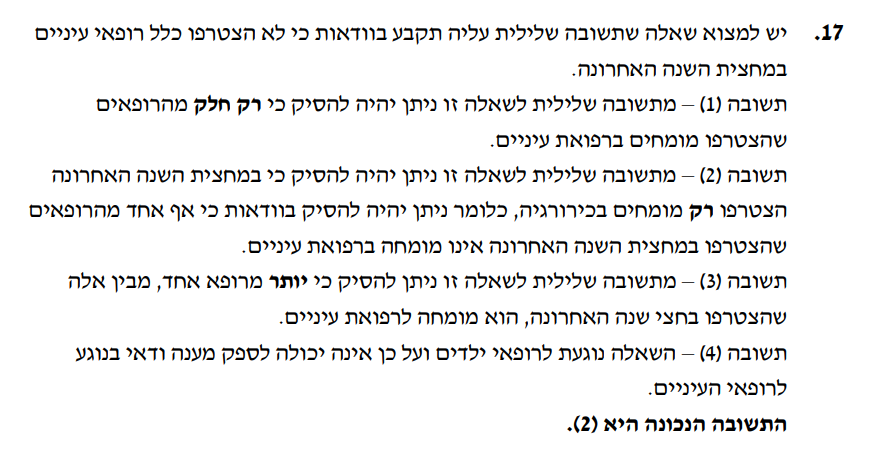 17. יש למצוא שאלה שתשובה שלילית עליה תקבע בוודאות כי לא הצטרפו כלל רופאי עיניים
במחצית השנה האחרונה.
תשובה (1) – מתשובה שלילית לשאלה זו ניתן יהיה להסיק כי רק חלק מהרופאים
שהצטרפו מומחים ברפואת עיניים.
תשובה (2) – מתשובה שלילית לשאלה זו ניתן יהיה להסיק כי במחצית השנה האחרונה
הצטרפו רק מומחים בכירורגיה, כלומר ניתן יהיה להסיק בוודאות כי אף אחד מהרופאים
שהצטרפו במחצית השנה האחרונה אינו מומחה ברפואת עיניים.
תשובה (3) – מתשובה שלילית לשאלה זו ניתן להסיק כי יותר מרופא אחד, מבין אלה
שהצטרפו בחצי שנה האחרונה, הוא מומחה לרפואת עיניים.
תשובה (4) – השאלה נוגעת לרופאי ילדים ועל כן אינה יכולה לספק מענה ודאי בנוגע
לרופאי העיניים.
התשובה הנכונה היא (2).